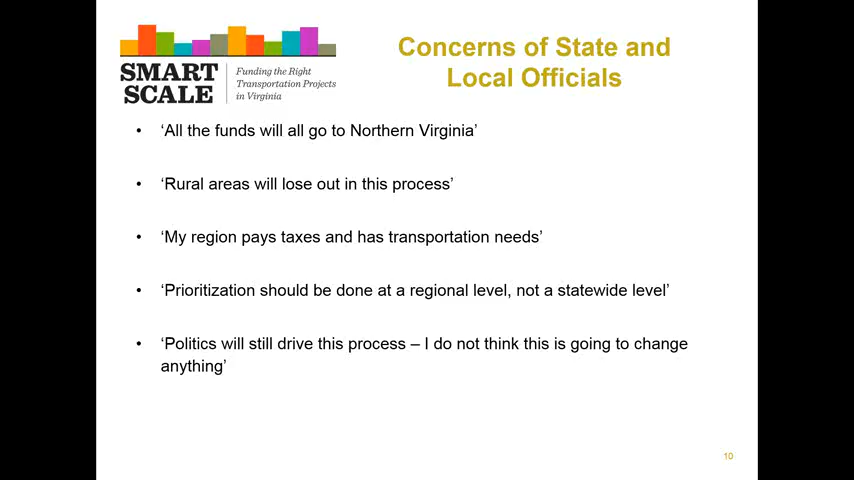 SMART
SCALE
Funding the Right
Transportation Projects
in Virginia
Concerns of State and
Local Officials
• ‘All the funds will all go to Northern Virginia’
• ‘Rural areas will lose out in this process’
• ‘My region pays taxes and has transportation needs’
• ‘Prioritization should be done at a regional level, not a statewide level’
• ‘Politics will still drive this process – I do not think this is going to change
anything’
10